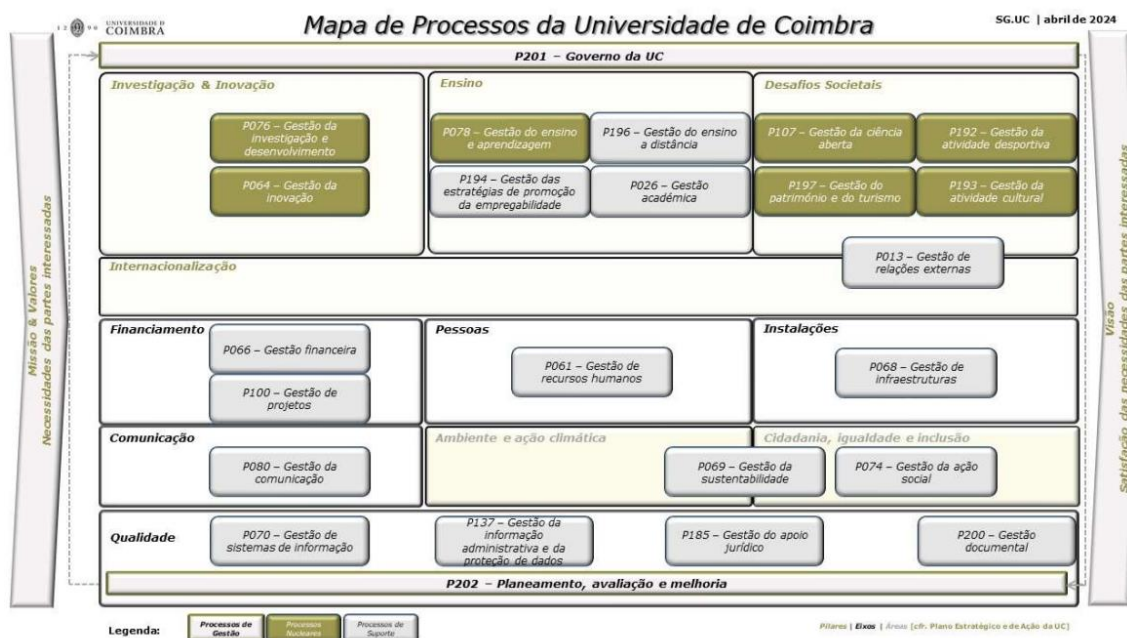 1 2 9 0
UNIVERSIDADE D
COIMBRA
Mapa de Processos da Universidade de Coimbra
SG.UC | abril de 2024
P201 – Governo da UC
Missão & Valores
Necessidades das partes interessadas
Investigação & Inovação
P076 – Gestão da
investigação e
desenvolvimento
P064 – Gestão da
inovação
Ensino
P078 – Gestão do ensino
e aprendizagem
P196 – Gestão do ensino
a distância
P194 – Gestão das
estratégias de promoção
da empregabilidade
P026 – Gestão
académica
Desafios Societais
P107 – Gestão da ciência
aberta
P192 – Gestão da
atividade desportiva
P197 – Gestão do
património e do turismo
P193 – Gestão da
atividade cultural
P013 – Gestão de
relações externas
Internacionalização
Financiamento
P066 – Gestão financeira
P100 – Gestão de
projetos
Pessoas
P061 – Gestão de
recursos humanos
Instalações
P068 – Gestão de
infraestruturas
Comunicação
P080 – Gestão da
comunicação
Ambiente e ação climática
P069 – Gestão da
sustentabilidade
Cidadania, igualdade e inclusão
P074 – Gestão da ação
social
Qualidade
P070 – Gestão de
sistemas de informação
P137 – Gestão da
informação
administrativa e da
proteção de dados
P185 – Gestão do apoio
jurídico
P200 – Gestão
documental
P202 – Planeamento, avaliação e melhoria
Visão
Satisfação das necessidades das partes interessadas
Legenda:
Processos de
Gestão
Processos
Nucleares
Processos de
Suporte
Pilares | Eixos | Áreas [cfr. Plano Estratégico e de Ação da UC]